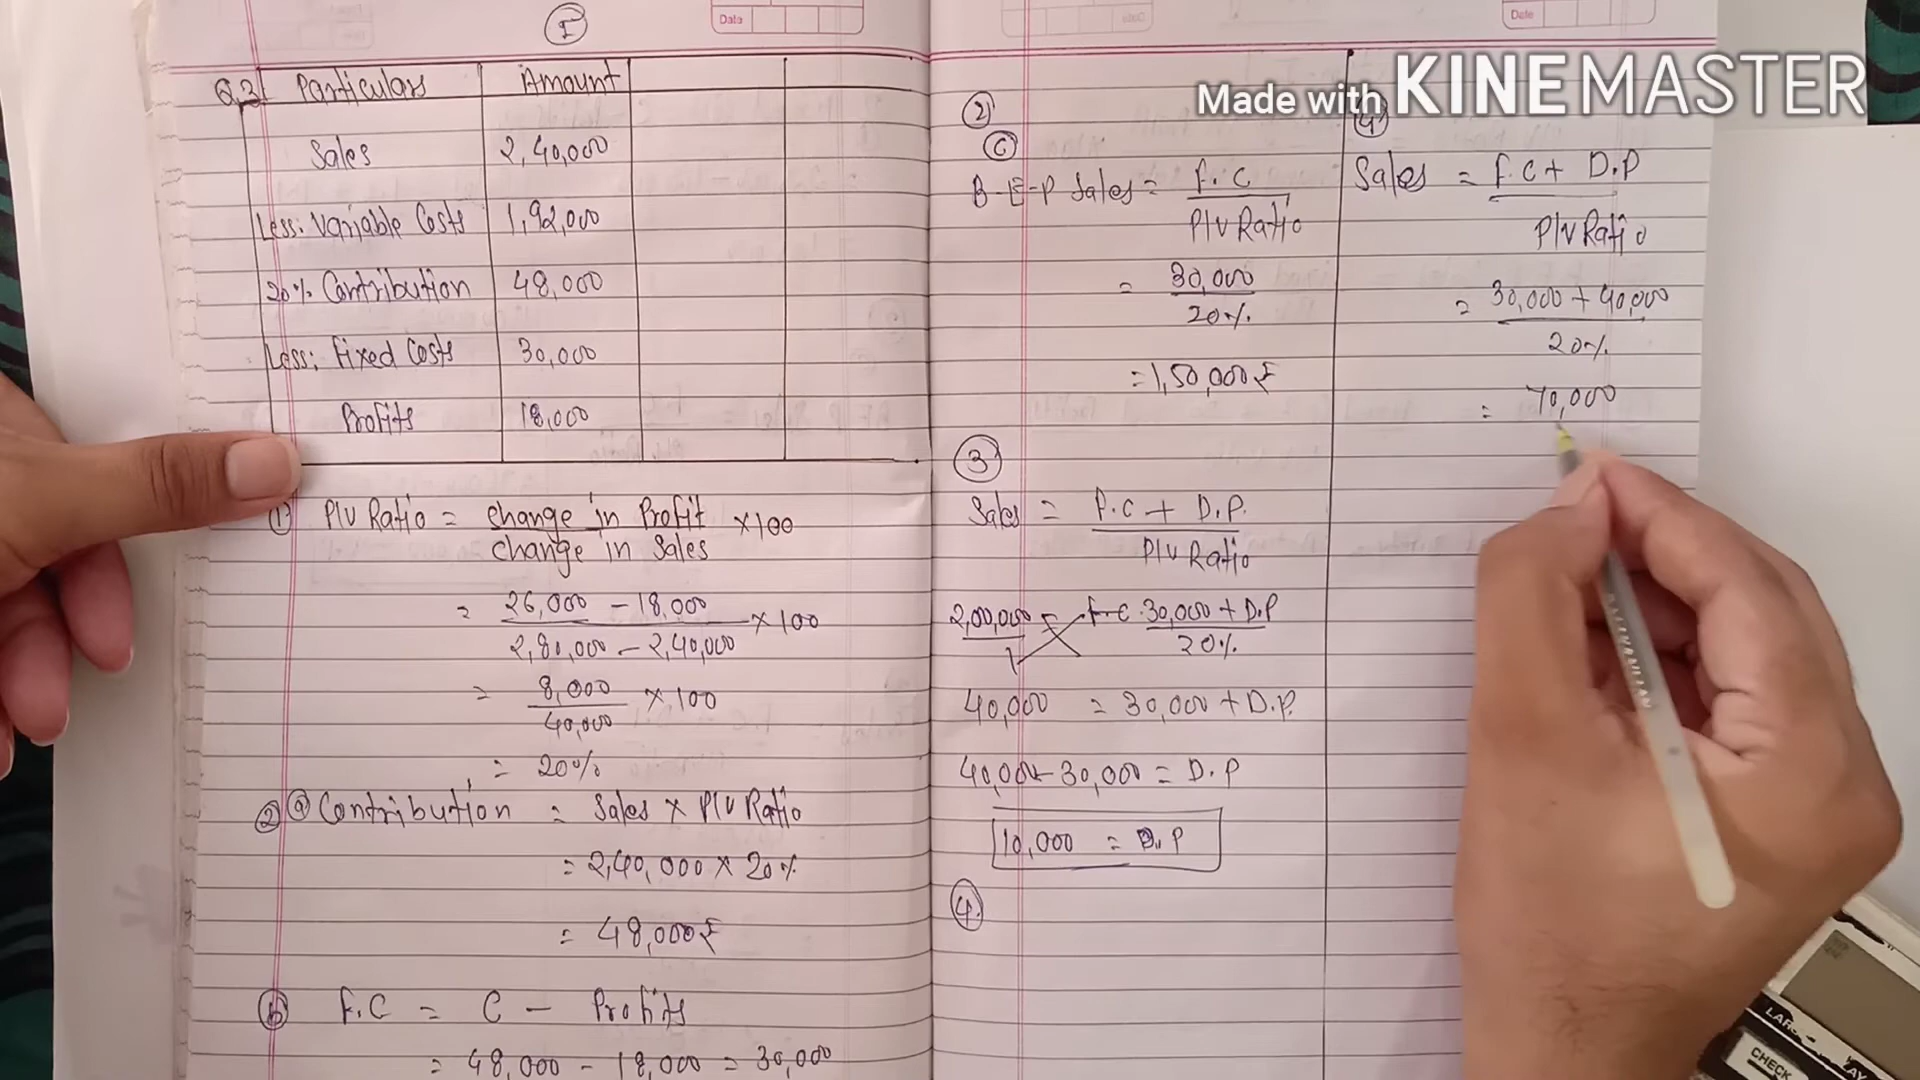 I
Date
Date
Made with KINEMASTER
Q.3 Particulars Amount
Sales 2,40,000
Less: Variable Costs 1,92,000
20% Contribution 48,000
Less: Fixed Costs 30,000
Profits 18,000
① P/V Ratio = change in Profit ×100
change in Sales
= 26,000 - 18,000 × 100
2,80,000 - 2,40,000
= 8,000 × 100
40,000
= 20%
② ⓐ Contribution = Sales × P/V Ratio
= 2,40,000 × 20%
= 48,000₹
ⓑ F.C = C - Profits
= 48,000 - 18,000 = 30,000
②
ⓒ
B-E-P Sales = F.C
P/V Ratio
= 30,000
20%
= 1,50,000₹
③
Sales = F.C + D.P.
P/V Ratio
2,00,000 = F.C 30,000 + D.P
1 20%
40,000 = 30,000 + D.P.
40,000 - 30,000 = D.P
10,000 = D.P
④
④
Sales = F.C + D.P
P/V Ratio
= 30,000 + 40,000
20%
= 70,000
CHECK